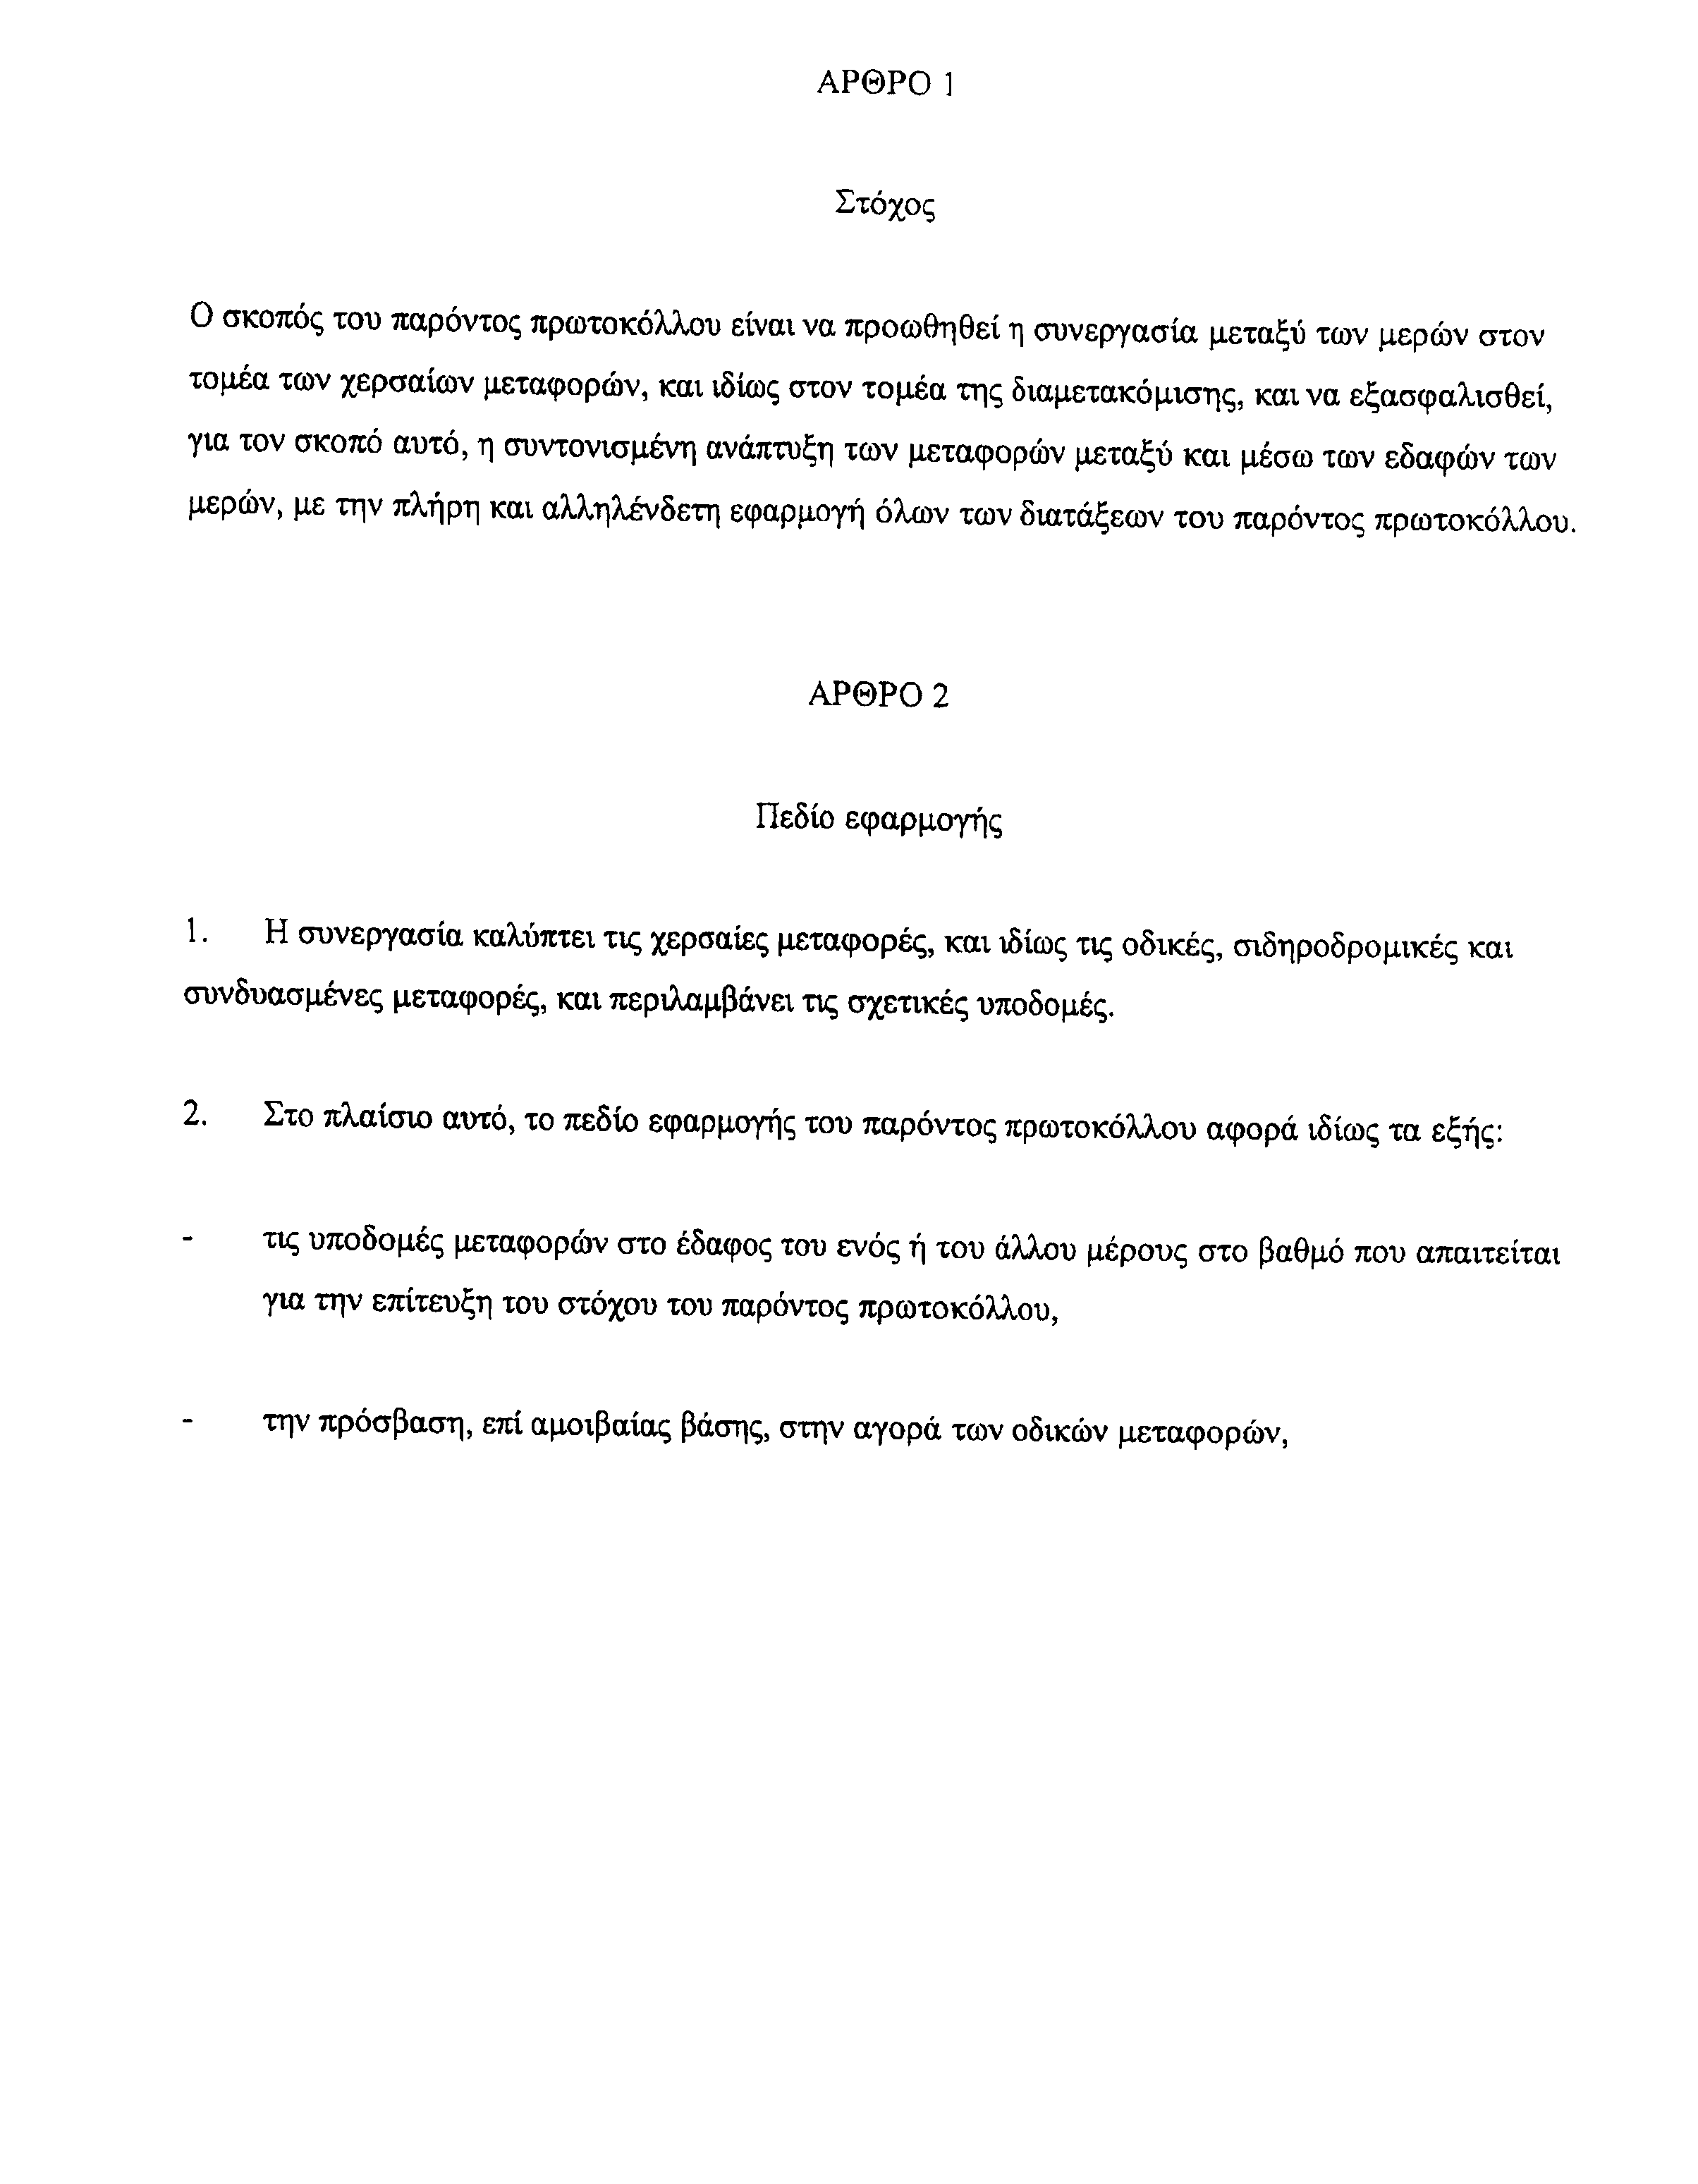 ΑΡΘΡΟ 1
Στόχος
Ο σκοπός του παρόντος πρωτοκόλλου είναι να προωθηθεί η συνεργασία μεταξύ των μερών στον
τομέα των χερσαίων μεταφορών, και ιδίως στον τομέα της διαμετακόμισης, και να εξασφαλισθεί,
για τον σκοπό αυτό, η συντονισμένη ανάπτυξη των μεταφορών μεταξύ και μέσω των εδαφών των
μερών, με την πλήρη και αλληλένδετη εφαρμογή όλων των διατάξεων του παρόντος πρωτοκόλλου.
ΑΡΘΡΟ 2
Πεδίο εφαρμογής
1. Η συνεργασία καλύπτει τις χερσαίες μεταφορές, και ιδίως τις οδικές, σιδηροδρομικές και
συνδυασμένες μεταφορές, και περιλαμβάνει τις σχετικές υποδομές.
2. Στο πλαίσιο αυτό, το πεδίο εφαρμογής του παρόντος πρωτοκόλλου αφορά ιδίως τα εξής:
- τις υποδομές μεταφορών στο έδαφος του ενός ή του άλλου μέρους στο βαθμό που απαιτείται
για την επίτευξη του στόχου του παρόντος πρωτοκόλλου,
- την πρόσβαση, επί αμοιβαίας βάσης, στην αγορά των οδικών μεταφορών,